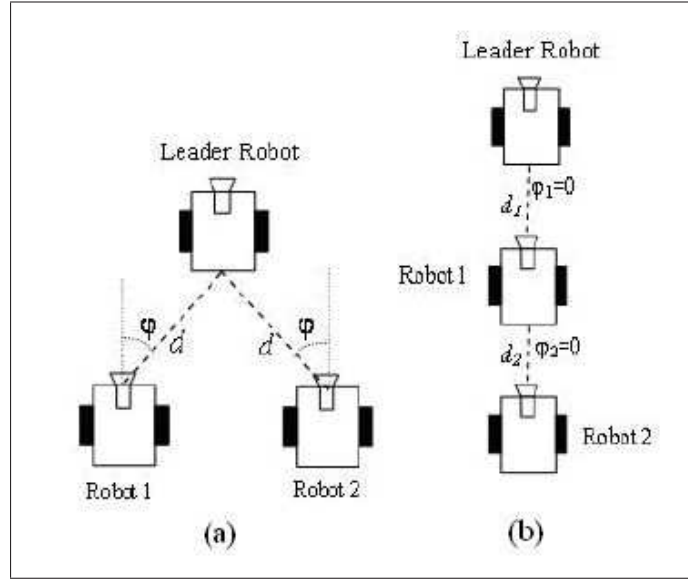 Leader Robot
φ
φ
d
d
Robot 1
Robot 2
(a)
Leader Robot
φ1=0
d1
Robot 1
d2
φ2=0
Robot 2
(b)